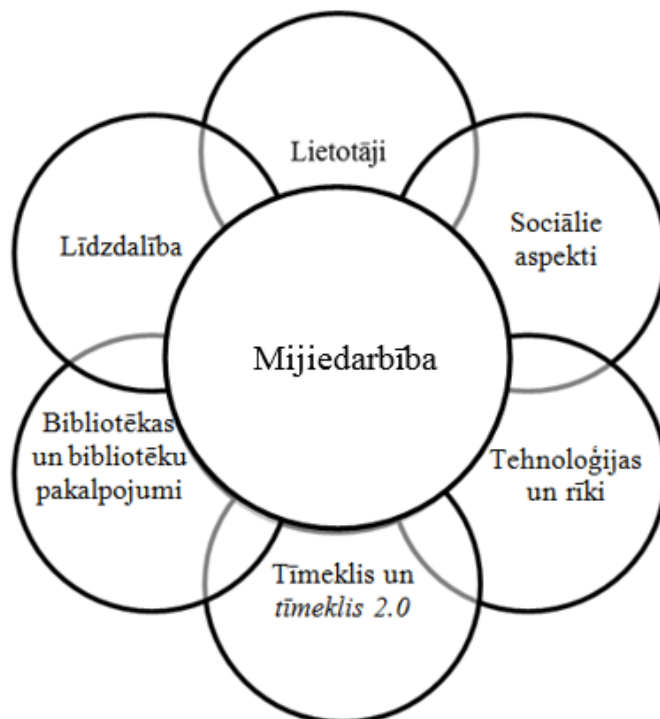 Lietotāji
Sociālie
aspekti
Līdzdalība
Mijiedarbība
Bibliotēkas
un bibliotēku
pakalpojumi
Tehnoloģijas
un rīki
Tīmeklis un
tīmeklis 2.0